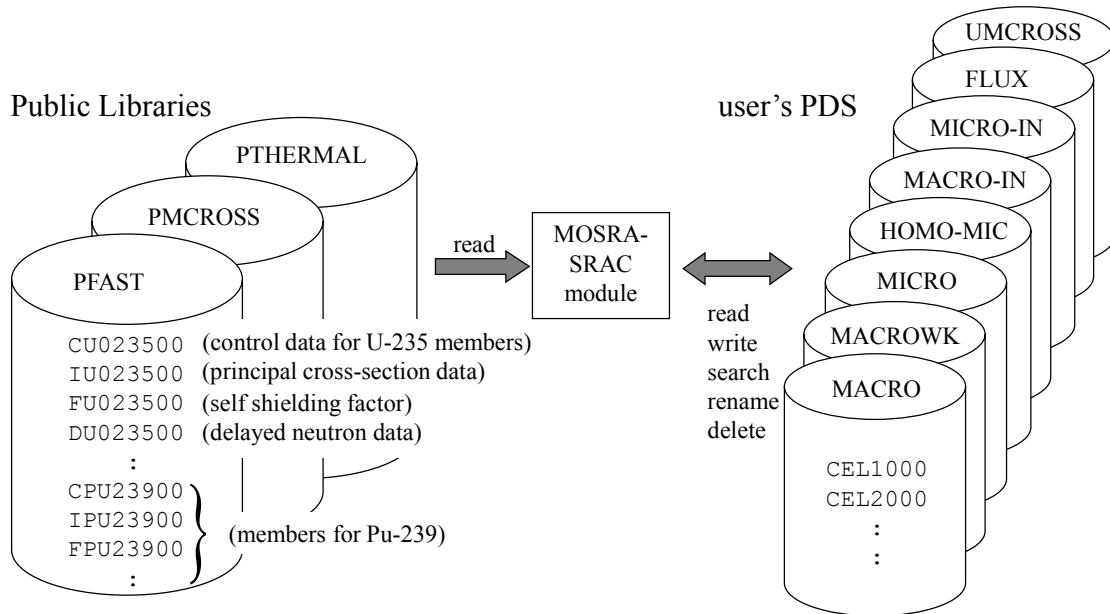 Public Libraries
PTHERMAL
PMCROSS
PFAST
CU023500 (control data for U-235 members)
IU023500 (principal cross-section data)
FU023500 (self shielding factor)
DU023500 (delayed neutron data)
:
CPU23900
IPU23900
FPU23900
:
(members for Pu-239)
read
MOSRA-
SRAC
module
read
write
search
rename
delete
user's PDS
UMCROSS
FLUX
MICRO-IN
MACRO-IN
HOMO-MIC
MICRO
MACROWK
MACRO
CEL1000
CEL2000
:
: